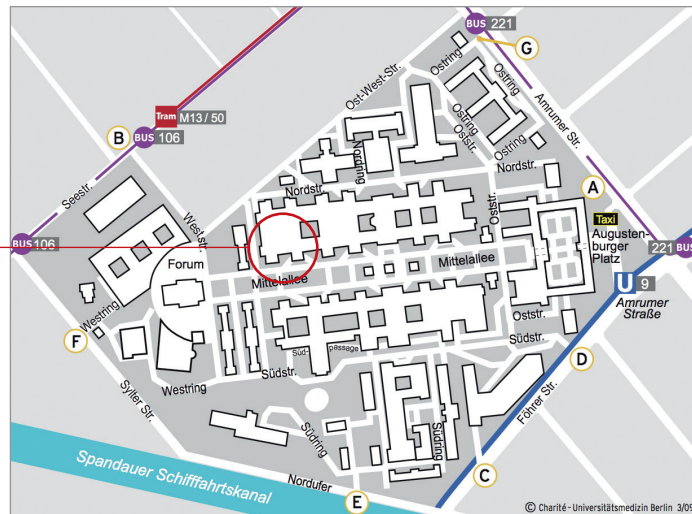 BUS 221
G
Ost-West-Str.
Ostring
Ostring
Amrumer Str.
Tram M13 / 50
B
BUS 106
Ostring
Oststr.
Ostring
Nordring
Nordstr.
Nordstr.
A
Seestr.
Weststr.
Oststr.
Taxi
Augusten-
burger
Platz
BUS 106
Forum
Mittelallee
Mittelallee
221 BUS
U 9
Amrumer
Straße
Westring
F
Oststr.
Süd- passage
Südstr.
D
Westring
Südstr.
Sylter Str.
Föhrer Str.
Südring
Südring
C
Spandauer Schifffahrtskanal
Nordufer
E
© Charité - Universitätsmedizin Berlin 3/09